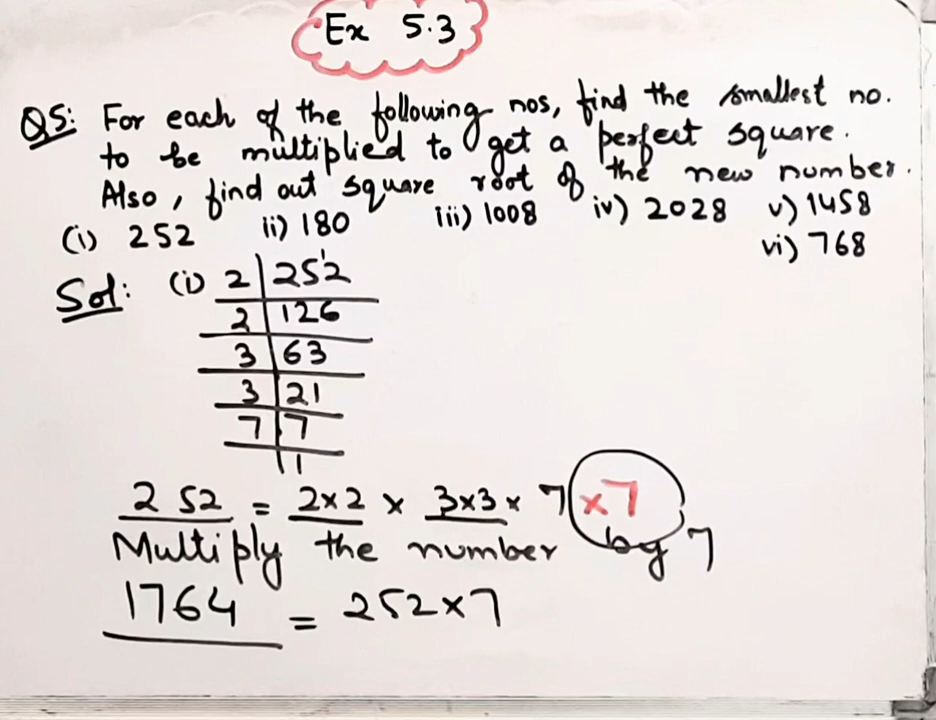 Ex 5.3
Q5: For each of the following nos, find the smallest no.
to be multiplied to get a perfect square.
Also, find out square root of the new number.
(i) 252 ii) 180 iii) 1008 iv) 2028 v) 1458
vi) 768
Sol: (i) 2 | 252
2 | 126
3 | 63
3 | 21
7 | 7
| 1
252 = 2×2 × 3×3 × 7 ×7
Multiply the number by 7
1764 = 252×7